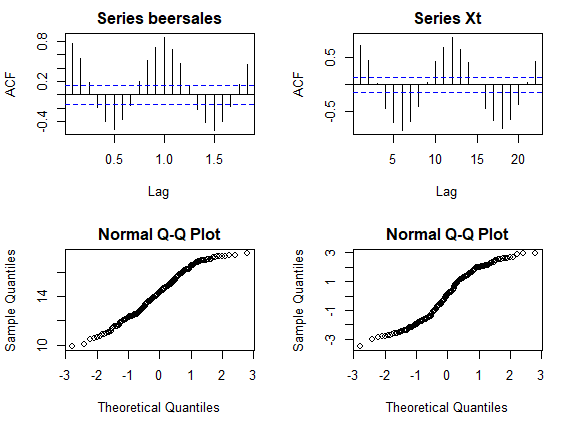 Series beersales
Series Xt
ACF
-0.4 0.2 0.8
0.5 1.0 1.5
Lag
ACF
-0.5 0.5
5 10 15 20
Lag
Normal Q-Q Plot
Normal Q-Q Plot
Sample Quantiles
10 14
-3 -2 -1 0 1 2 3
Theoretical Quantiles
Sample Quantiles
-3 -1 1 3
-3 -2 -1 0 1 2 3
Theoretical Quantiles